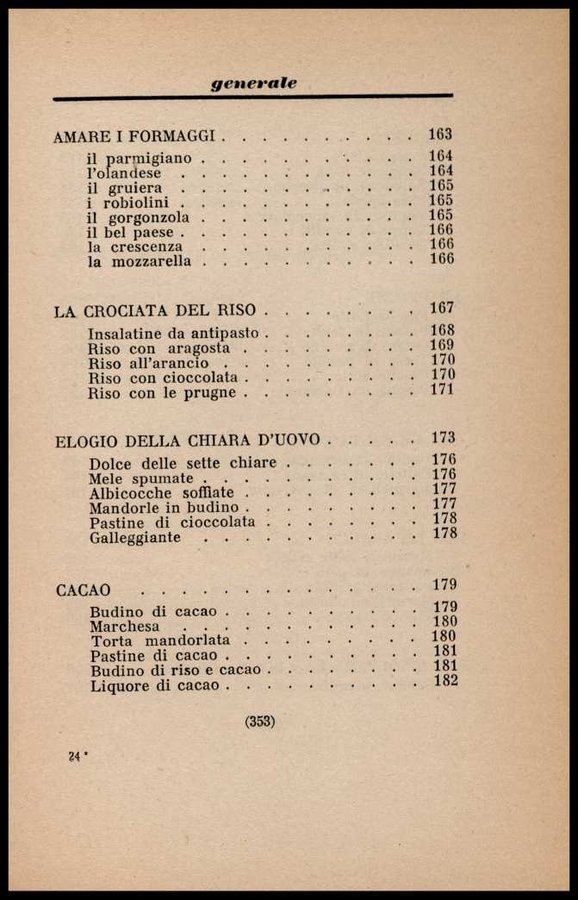 generale
AMARE I FORMAGGI . . . . . . . . . . 163
il parmigiano . . . . . . . . . . . 164
l'olandese . . . . . . . . . . . . 164
il gruiera . . . . . . . . . . . . 165
i robiolini . . . . . . . . . . . . 165
il gorgonzola . . . . . . . . . . . 165
il bel paese . . . . . . . . . . . . 166
la crescenza . . . . . . . . . . . 166
la mozzarella . . . . . . . . . . . 166
LA CROCIATA DEL RISO . . . . . . . . 167
Insalatine da antipasto . . . . . . . . 168
Riso con aragosta . . . . . . . . . 169
Riso all'arancio . . . . . . . . . . 170
Riso con cioccolata . . . . . . . . . 170
Riso con le prugne . . . . . . . . . 171
ELOGIO DELLA CHIARA D'UOVO . . . . . 173
Dolce delle sette chiare . . . . . . . 176
Mele spumate . . . . . . . . . . . 176
Albicocche soffiate . . . . . . . . . 177
Mandorle in budino . . . . . . . . . 177
Pastine di cioccolata . . . . . . . . 178
Galleggiante . . . . . . . . . . . 178
CACAO . . . . . . . . . . . . . . 179
Budino di cacao . . . . . . . . . . 179
Marchesa . . . . . . . . . . . . 180
Torta mandorlata . . . . . . . . . 180
Pastine di cacao . . . . . . . . . . 181
Budino di riso e cacao . . . . . . . . 181
Liquore di cacao . . . . . . . . . . 182
(353)
24 *